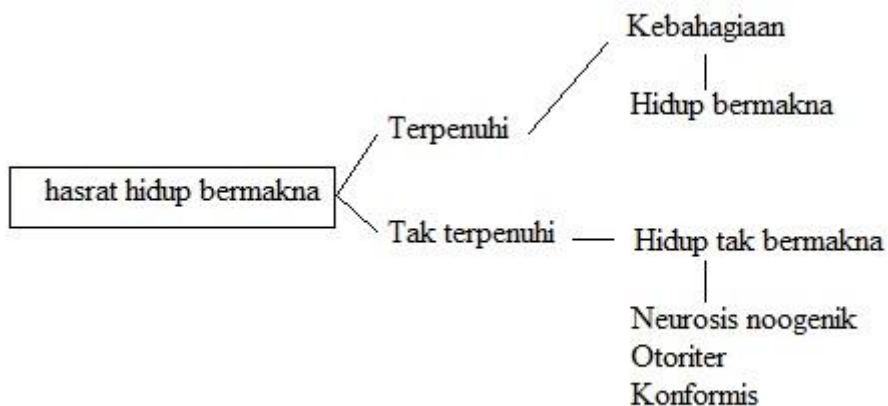 Kebahagiaan
Hidup bermakna
Terpenuhi
hasrat hidup bermakna
Tak terpenuhi
Hidup tak bermakna
Neurosis noogenik
Otoriter
Konformis